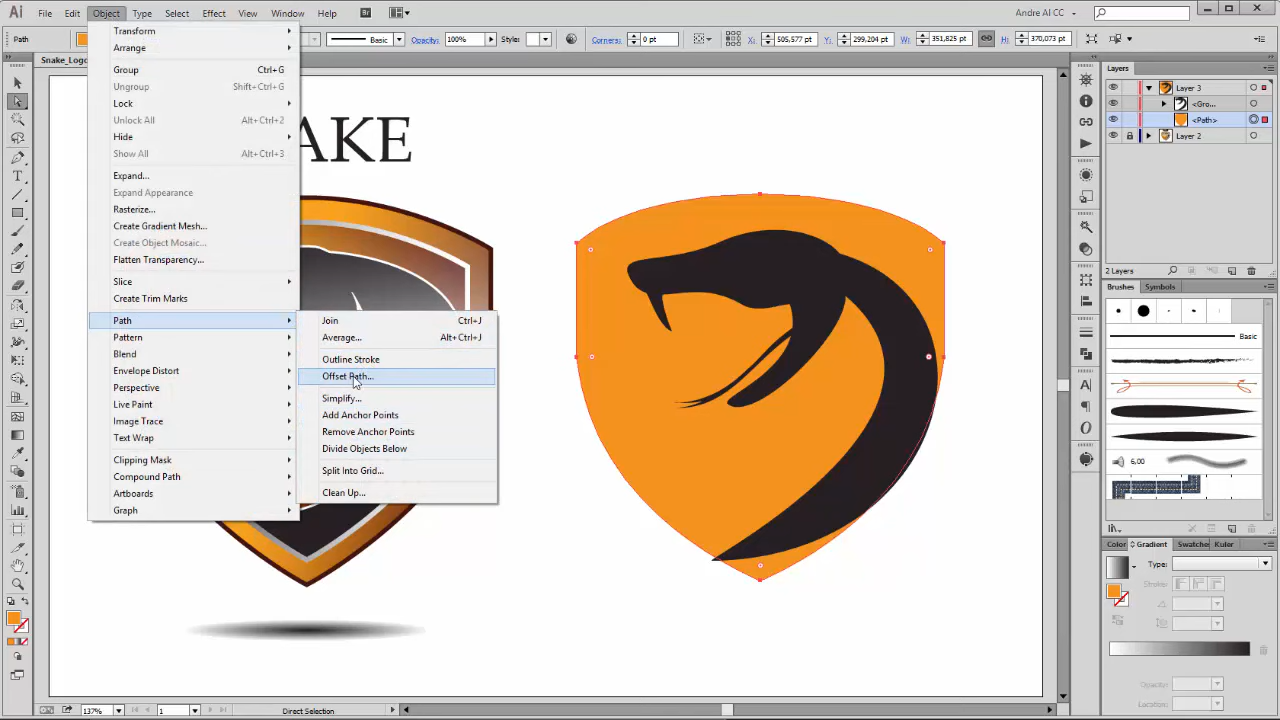 Ai File Edit Object Type Select Effect View Window Help Br Andre AI CC
Path Basic Opacity: 100% Style: Corners: 0 pt X: 505,577 pt Y: 299,204 pt W: 351,825 pt H: 370,073 pt
Snake_Logo
Transform
Arrange
Group Ctrl+G
Ungroup Shift+Ctrl+G
Lock
Unlock All Alt+Ctrl+2
Hide
Show All Alt+Ctrl+3
Expand...
Expand Appearance
Rasterize...
Create Gradient Mesh...
Create Object Mosaic...
Flatten Transparency...
Slice
Create Trim Marks
Path
Pattern
Blend
Envelope Distort
Perspective
Live Paint
Image Trace
Text Wrap
Clipping Mask
Compound Path
Artboards
Graph
Join Ctrl+J
Average... Alt+Ctrl+J
Outline Stroke
Offset Path...
Simplify...
Add Anchor Points
Remove Anchor Points
Divide Objects Below
Split Into Grid...
Clean Up...
AKE
Layers
Layer 3
<Gro...
<Path>
Layer 2
2 Layers
Brushes Symbols
Basic
6,00
Color Gradient Swatche Kuler
Type:
Stroke:
Opacity:
Location:
137% 1 Direct Selection